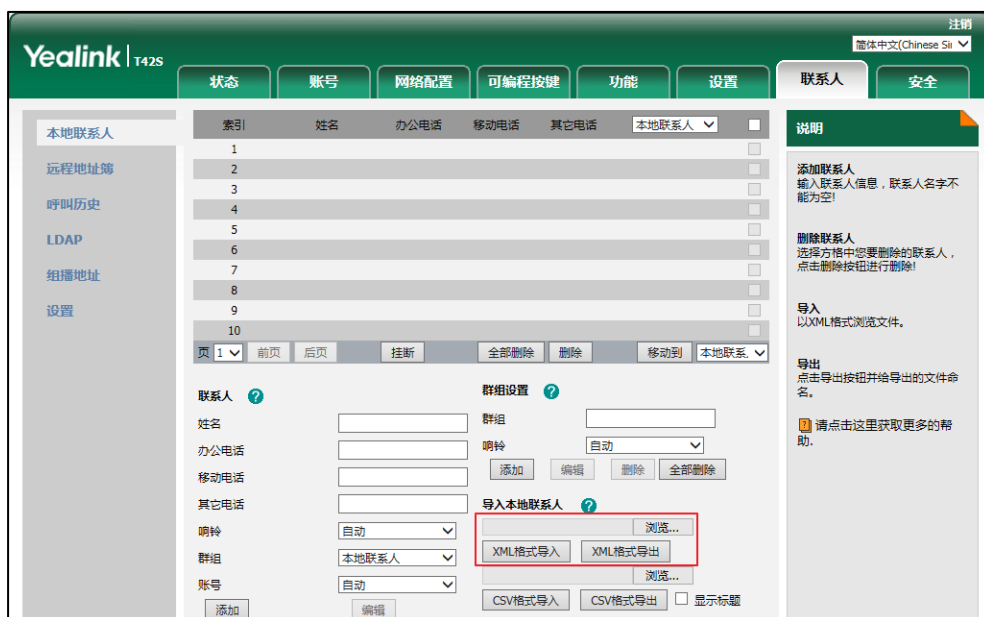 注销
简体中文(Chinese Sii
Yealink T42S
状态 账号 网络配置 可编程按键 功能 设置 联系人 安全
本地联系人
远程地址簿
呼叫历史
LDAP
组播地址
设置
索引 姓名 办公电话 移动电话 其它电话 本地联系人
1
2
3
4
5
6
7
8
9
10
页 1 前页 后页 挂断 全部删除 删除 移动到 本地联系.
联系人 ?
姓名
办公电话
移动电话
其它电话
响铃 自动
群组 本地联系人
账号 自动
添加 编辑
群组设置 ?
群组
响铃 自动
添加 编辑 删除 全部删除
导入本地联系人 ?
浏览...
XML格式导入 XML格式导出
浏览...
CSV格式导入 CSV格式导出 显示标题
说明
添加联系人
输入联系人信息，联系人名字不
能为空!
删除联系人
选择方格中您要删除的联系人，
点击删除按钮进行删除!
导入
以XML格式浏览文件。
导出
点击导出按钮并给导出的文件命
名。
? 请点击这里获取更多的帮
助.